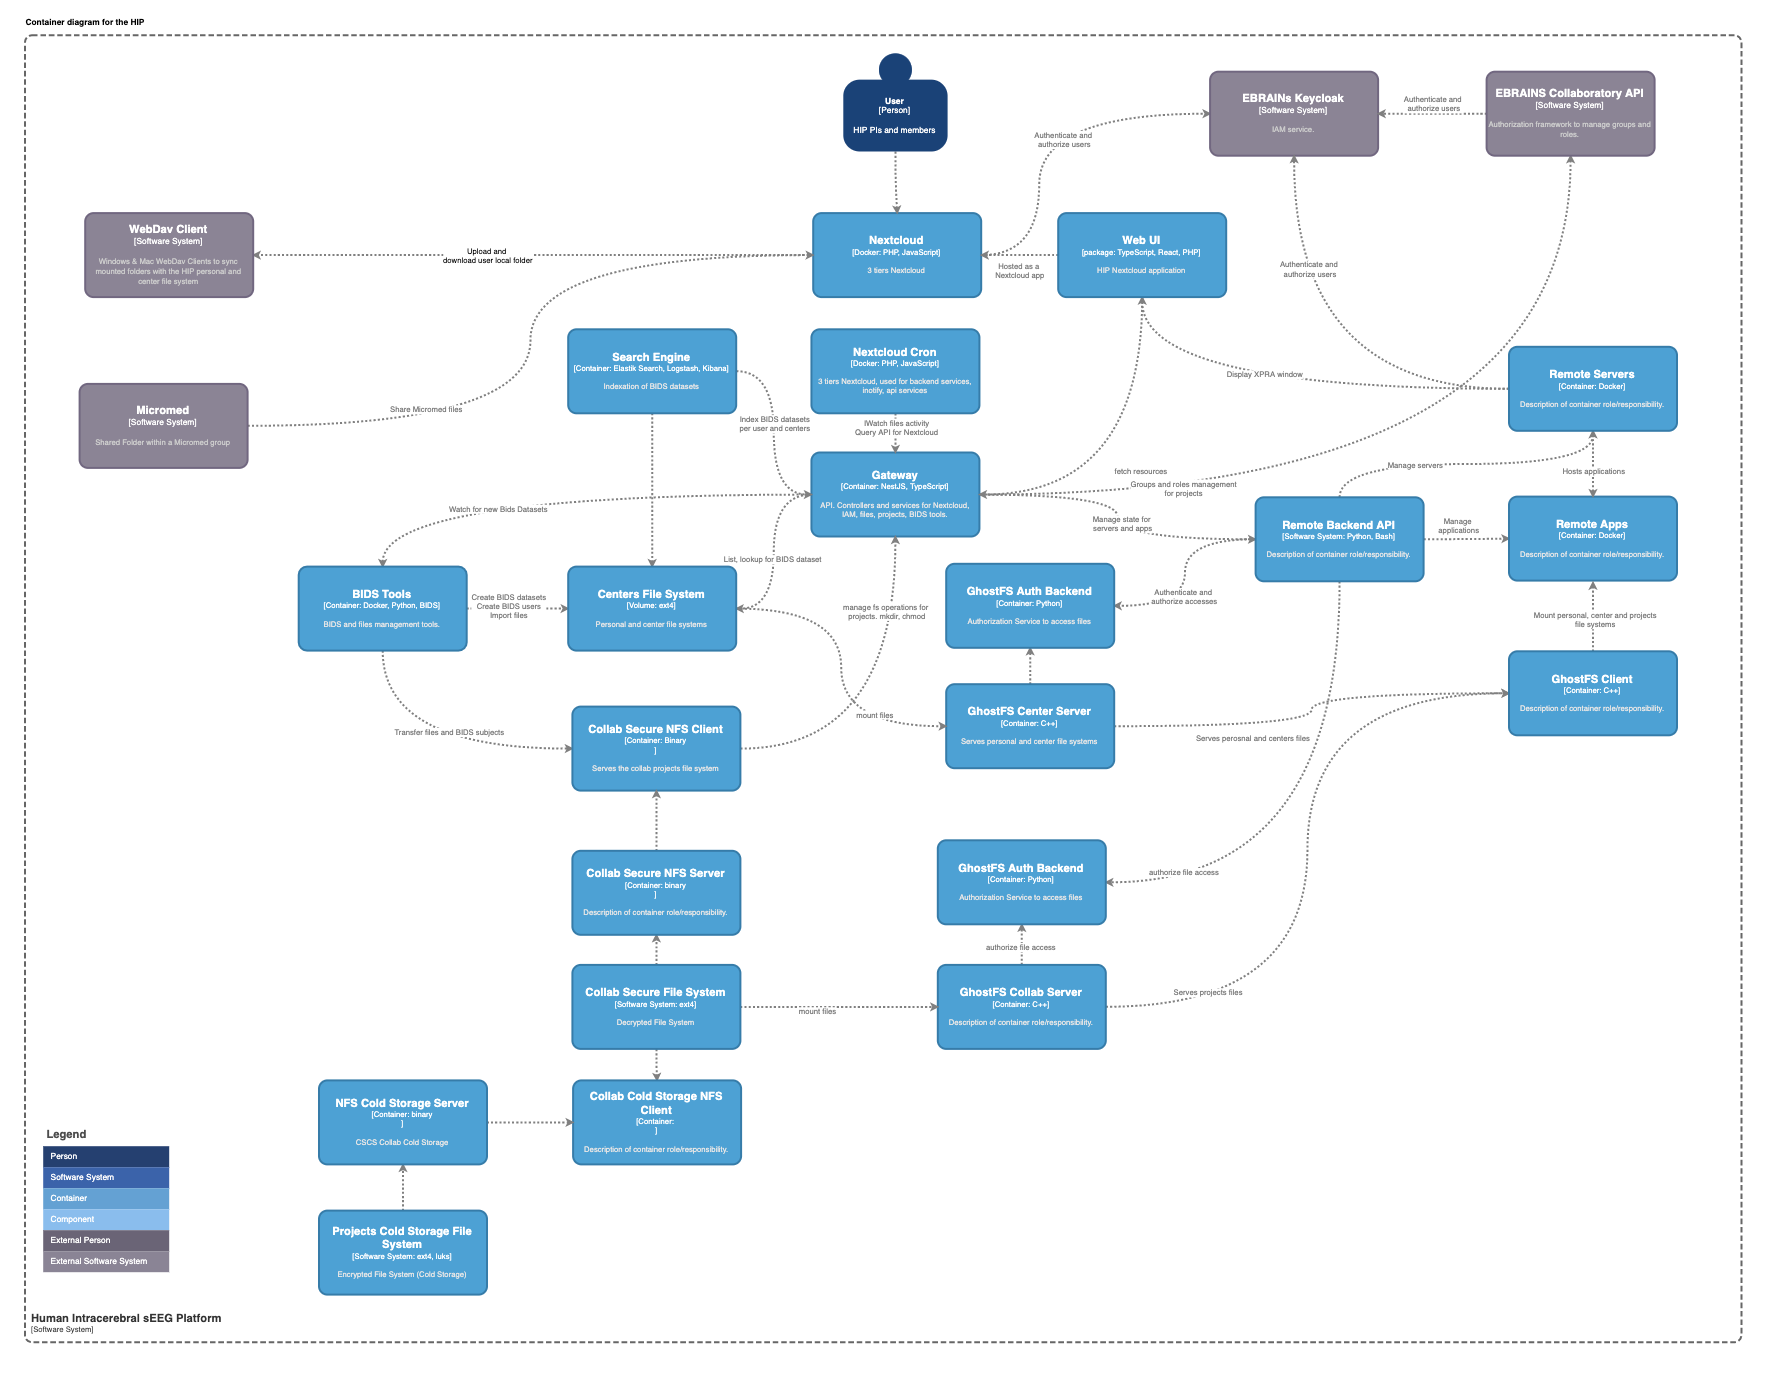 Container diagram for the HIP
User
[Person]
HIP PIs and members
EBRAINs Keycloak
[Software System]
IAM service.
Authenticate and
authorize users
EBRAINS Collaboratory API
[Software System]
Authorization framework to manage groups and
roles.
Authenticate and
authorize users
WebDav Client
[Software System]
Windows & Mac WebDav Clients to sync
mounted folders with the HIP personal and
center file system
Upload and
download user local folder
Nextcloud
[Docker: PHP, JavaScript]
3 tiers Nextcloud
Hosted as a
Nextcloud app
Web UI
[package: TypeScript, React, PHP]
HIP Nextcloud application
Authenticate and
authorize users
Micromed
[Software System]
Shared Folder within a Micromed group
Share Micromed files
Search Engine
[Container: Elastik Search, Logstash, Kibana]
Indexation of BIDS datasets
Nextcloud Cron
[Docker: PHP, JavaScript]
3 tiers Nextcloud, used for backend services,
inotify, api services
Display XPRA window
Remote Servers
[Container: Docker]
Description of container role/responsibility.
Index BIDS datasets
per user and centers
IWatch files activity
Query API for Nextcloud
Gateway
[Container: NestJS, TypeScript]
API. Controllers and services for Nextcloud,
IAM, files, projects, BIDS tools.
fetch resources
Groups and roles management
for projects
Manage servers
Hosts applications
Watch for new Bids Datasets
Manage state for
servers and apps
Remote Backend API
[Software System: Python, Bash]
Description of container role/responsibility.
Manage
applications
Remote Apps
[Container: Docker]
Description of container role/responsibility.
List, lookup for BIDS dataset
BIDS Tools
[Container: Docker, Python, BIDS]
BIDS and files management tools.
Create BIDS datasets
Create BIDS users
Import files
Centers File System
[Volume: ext4]
Personal and center file systems
manage fs operations for
projects. mkdir, chmod
GhostFS Auth Backend
[Container: Python]
Authorization Service to access files
Authenticate and
authorize accesses
Mount personal, center and projects
file systems
GhostFS Client
[Container: C++]
Description of container role/responsibility.
mount files
GhostFS Center Server
[Container: C++]
Serves personal and center file systems
Serves perosnal and centers files
Transfer files and BIDS subjects
Collab Secure NFS Client
[Container: Binary
]
Serves the collab projects file system
Collab Secure NFS Server
[Container: binary
]
Description of container role/responsibility.
GhostFS Auth Backend
[Container: Python]
Authorization Service to access files
authorize file access
authorize file access
Collab Secure File System
[Software System: ext4]
Decrypted File System
mount files
GhostFS Collab Server
[Container: C++]
Description of container role/responsibility.
Serves projects files
NFS Cold Storage Server
[Container: binary
]
CSCS Collab Cold Storage
Collab Cold Storage NFS
Client
[Container:
]
Description of container role/responsibility.
Projects Cold Storage File
System
[Software System: ext4, luks]
Encrypted File System (Cold Storage)
Legend
Person
Software System
Container
Component
External Person
External Software System
Human Intracerebral sEEG Platform
[Software System]